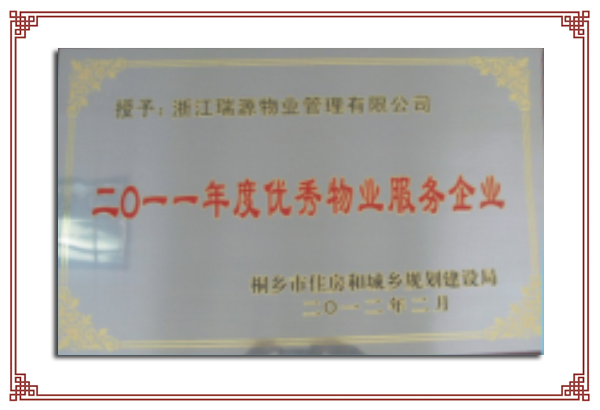 授予：浙江瑞源物业管理有限公司
二〇一一年度优秀物业服务企业
桐乡市住房和城乡规划建设局
二〇一二年二月